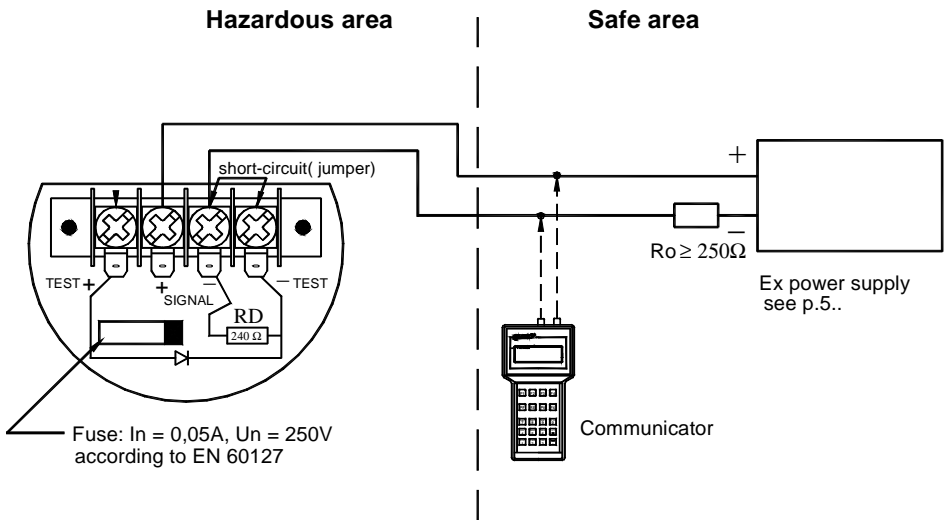 Hazardous area
Safe area
short-circuit( jumper)
+
TEST +
+
SIGNAL
−
− TEST
RD
240 Ω
−
Ro ≥ 250Ω
Ex power supply
see p.5..
Communicator
Fuse: In = 0,05A, Un = 250V
according to EN 60127